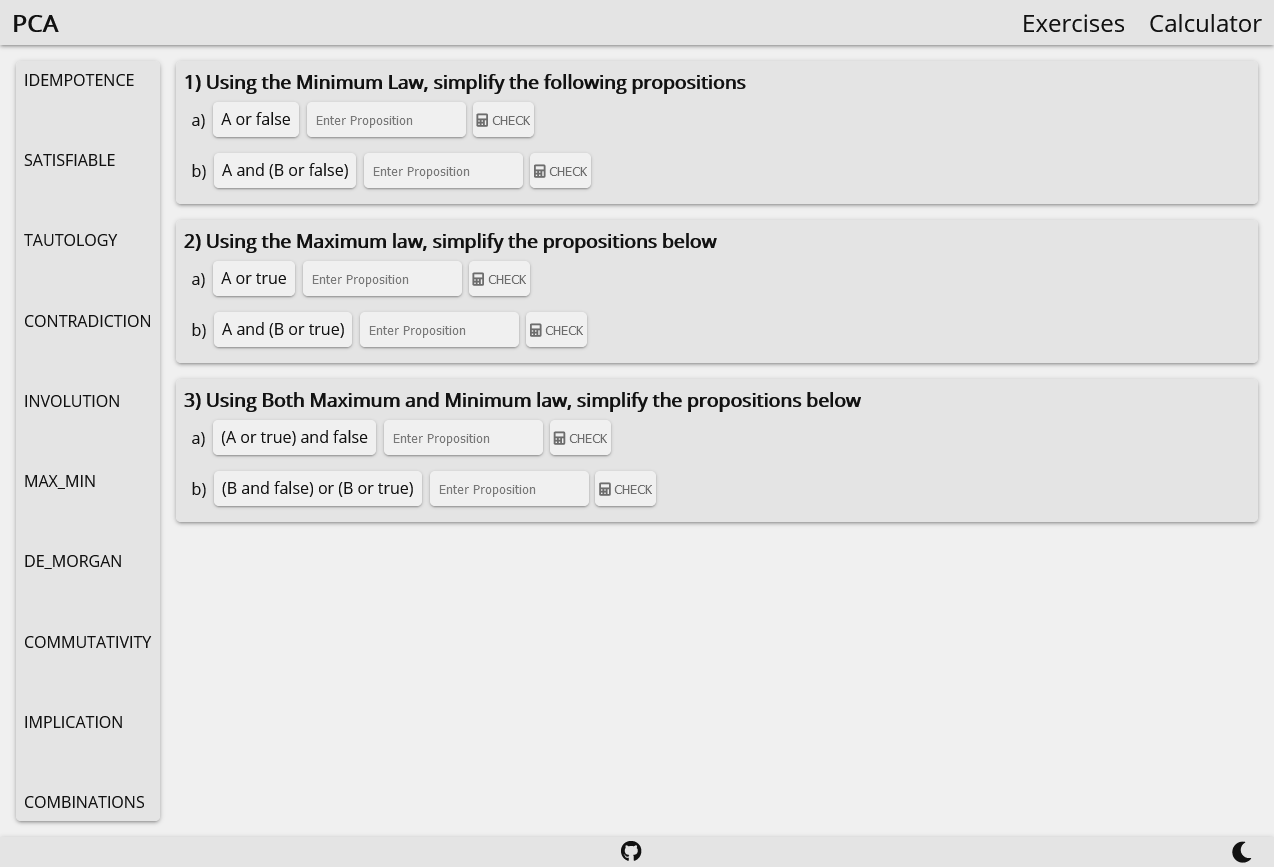 PCA Exercises Calculator
IDEMPOTENCE
SATISFIABLE
TAUTOLOGY
CONTRADICTION
INVOLUTION
MAX_MIN
DE_MORGAN
COMMUTATIVITY
IMPLICATION
COMBINATIONS
1) Using the Minimum Law, simplify the following propositions
a) A or false Enter Proposition CHECK
b) A and (B or false) Enter Proposition CHECK
2) Using the Maximum law, simplify the propositions below
a) A or true Enter Proposition CHECK
b) A and (B or true) Enter Proposition CHECK
3) Using Both Maximum and Minimum law, simplify the propositions below
a) (A or true) and false Enter Proposition CHECK
b) (B and false) or (B or true) Enter Proposition CHECK